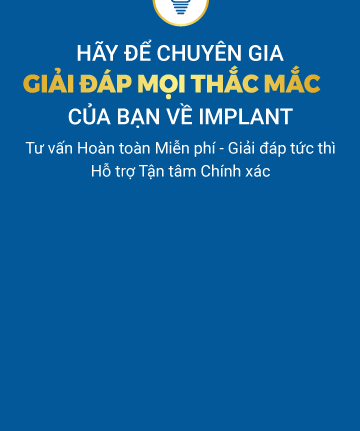 HÃY ĐỂ CHUYÊN GIA
GIẢI ĐÁP MỌI THẮC MẮC
CỦA BẠN VỀ IMPLANT
Tư vấn Hoàn toàn Miễn phí - Giải đáp tức thì
Hỗ trợ Tận tâm Chính xác